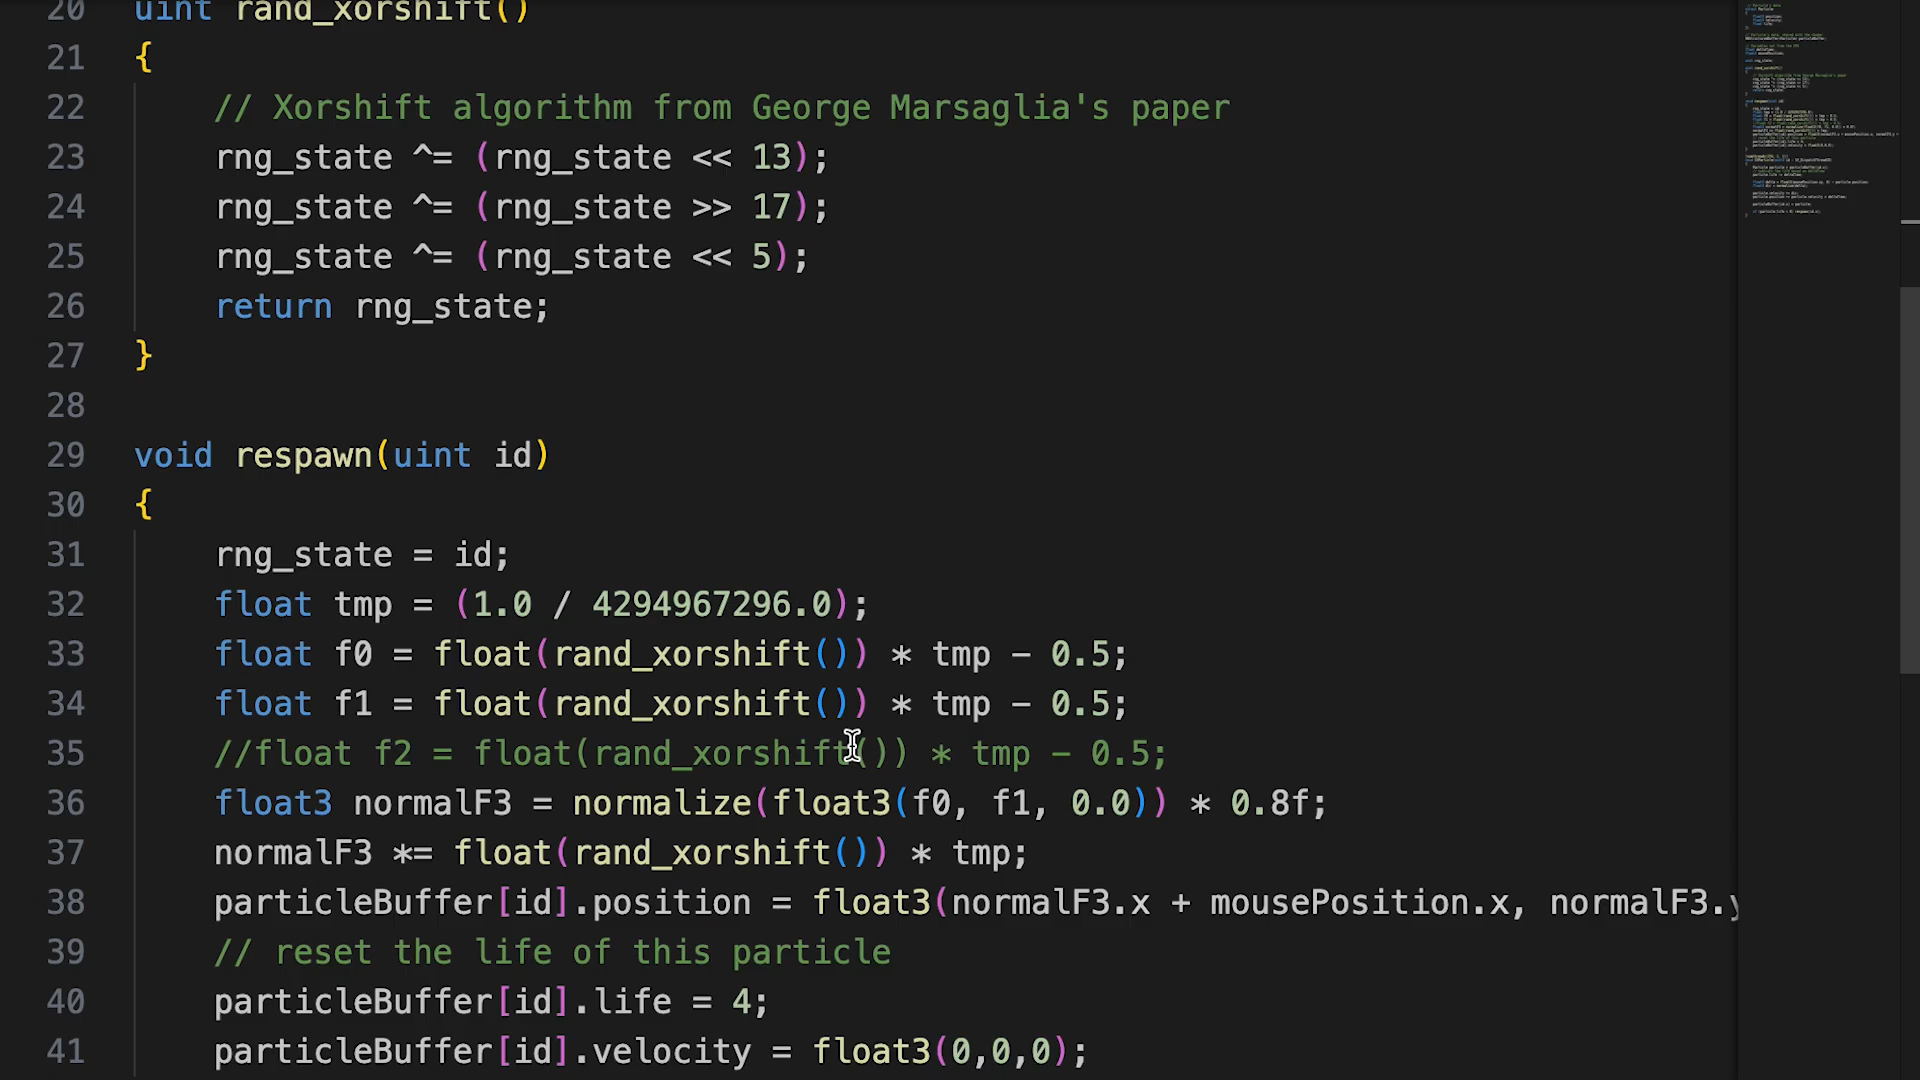 20 uint rand_xorshift()
21 {
22 // Xorshift algorithm from George Marsaglia's paper
23 rng_state ^= (rng_state << 13);
24 rng_state ^= (rng_state >> 17);
25 rng_state ^= (rng_state << 5);
26 return rng_state;
27 }
28
29 void respawn(uint id)
30 {
31 rng_state = id;
32 float tmp = (1.0 / 4294967296.0);
33 float f0 = float(rand_xorshift()) * tmp - 0.5;
34 float f1 = float(rand_xorshift()) * tmp - 0.5;
35 //float f2 = float(rand_xorshift()) * tmp - 0.5;
36 float3 normalF3 = normalize(float3(f0, f1, 0.0)) * 0.8f;
37 normalF3 *= float(rand_xorshift()) * tmp;
38 particleBuffer[id].position = float3(normalF3.x + mousePosition.x, normalF3.y
39 // reset the life of this particle
40 particleBuffer[id].life = 4;
41 particleBuffer[id].velocity = float3(0,0,0);